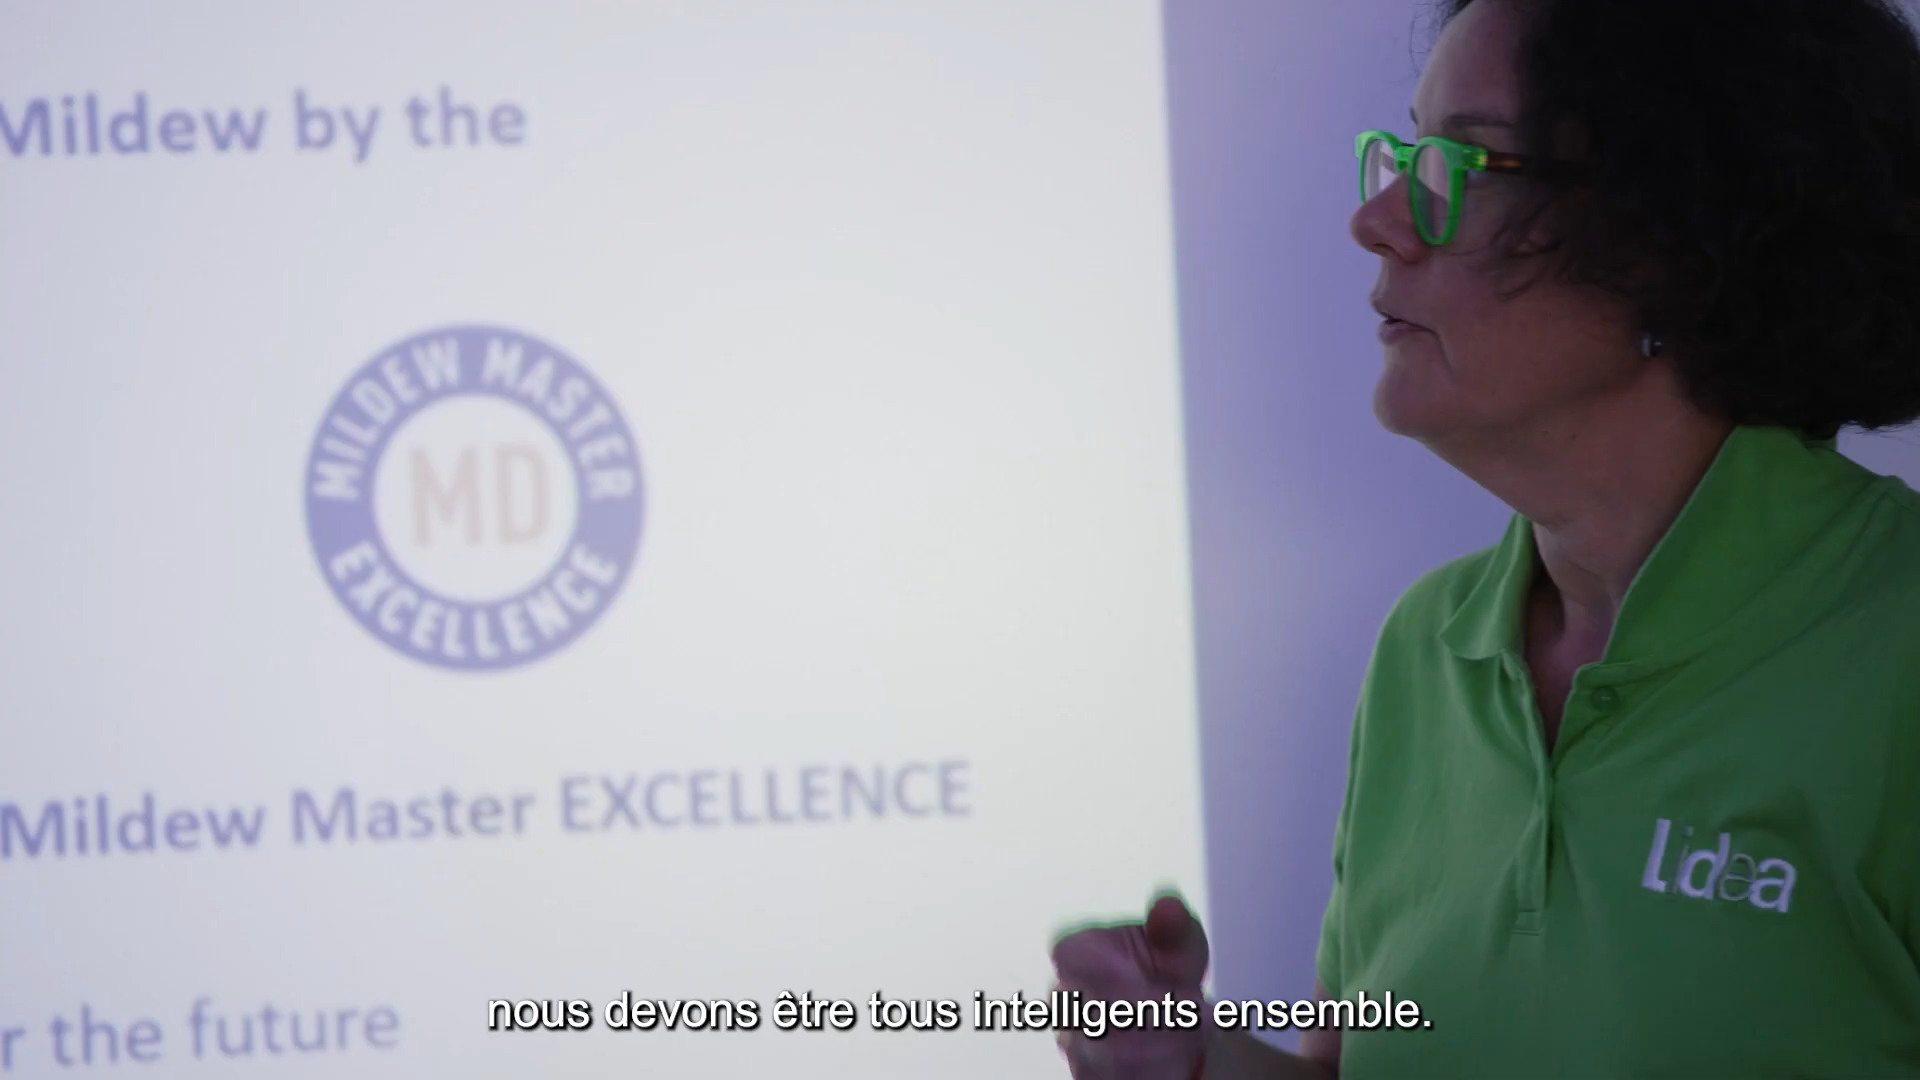 Mildew by the
MILDEW MASTER
MD
EXCELLENCE
Mildew Master EXCELLENCE
r the future
Lidea
nous devons être tous intelligents ensemble.